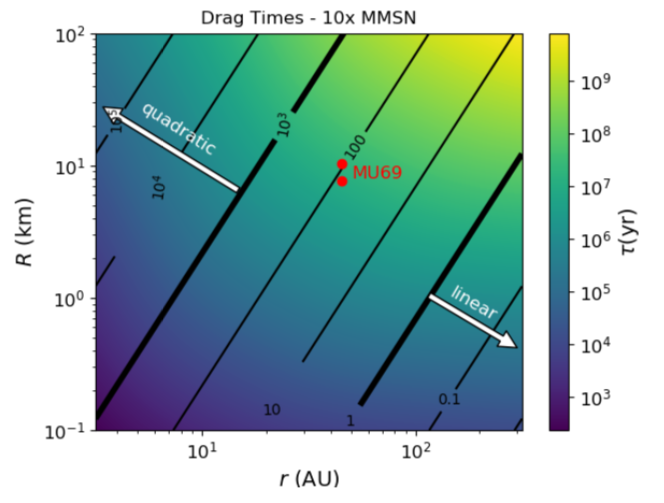 Drag Times - 10x MMSN
10²
10¹
10⁰
10⁻¹
R (km)
quadratic
10⁴
10³
100
MU69
linear
10
1
0.1
10¹
10²
r (AU)
10⁹
10⁸
10⁷
10⁶
10⁵
10⁴
10³
τ(yr)